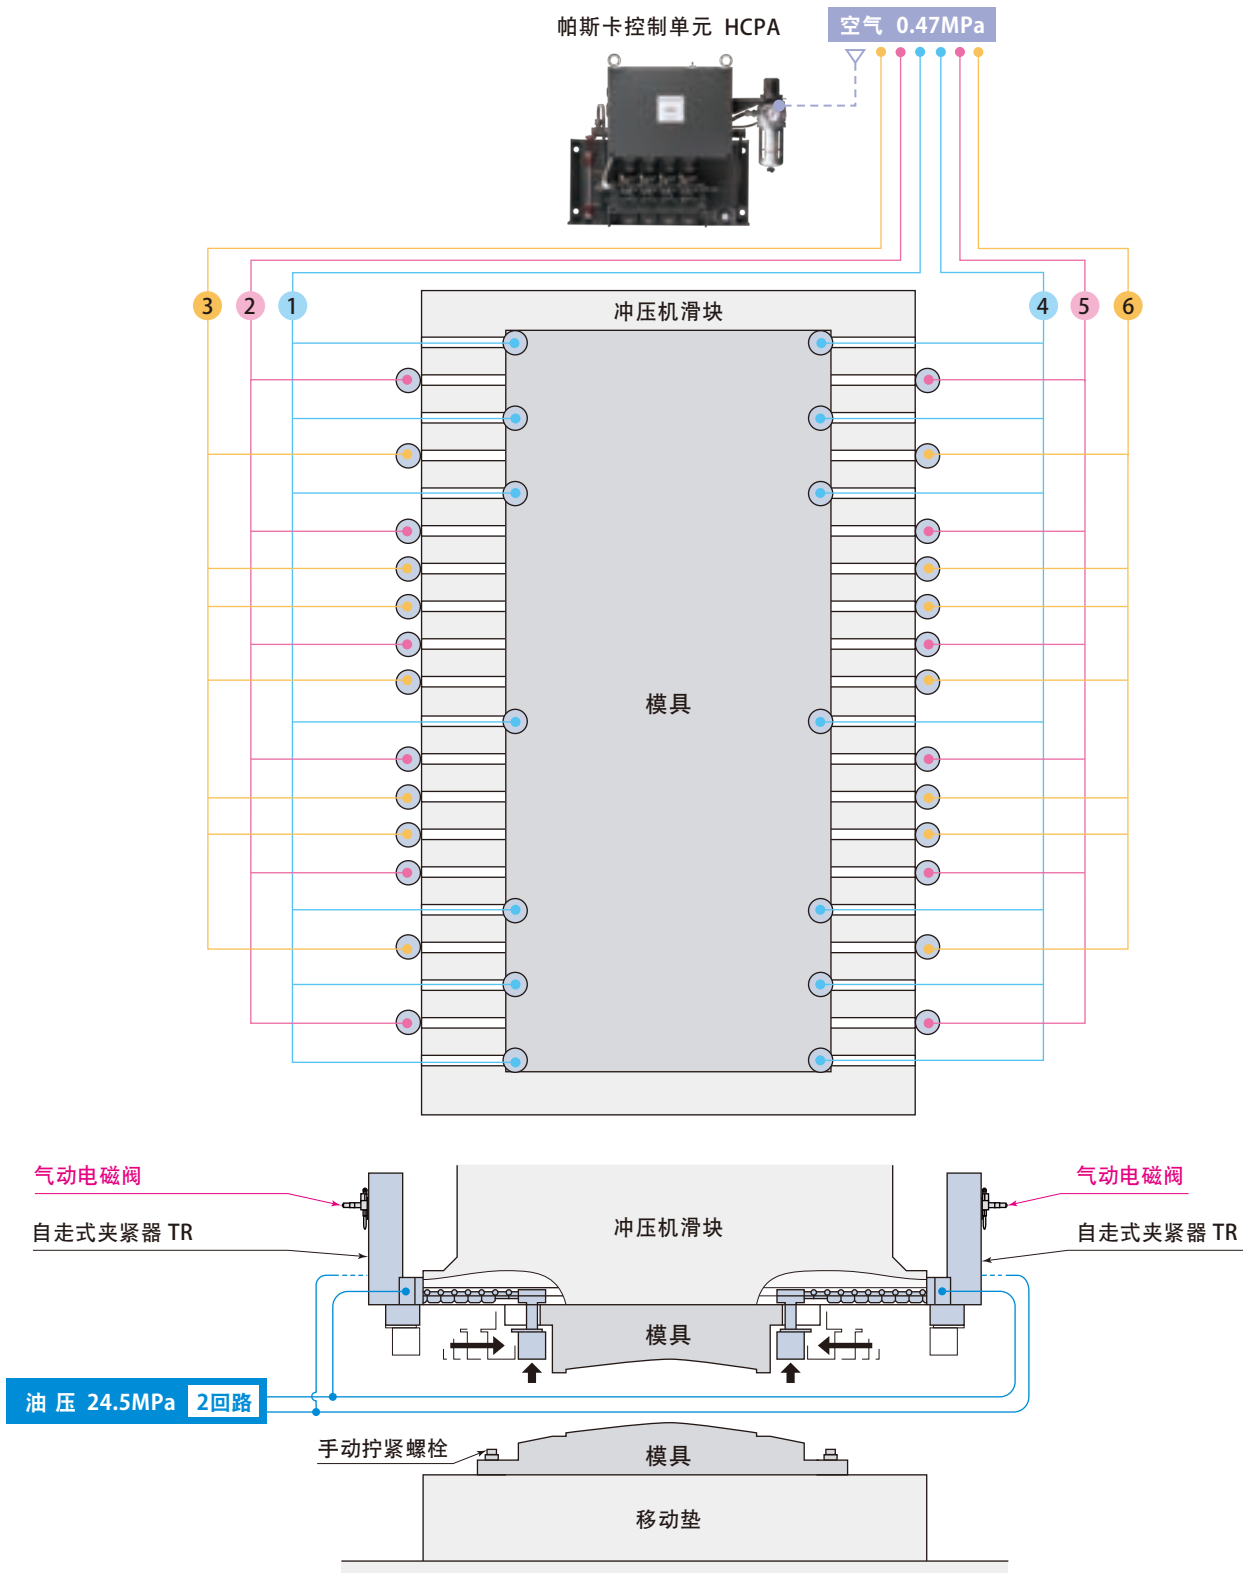 帕斯卡控制单元 HCPA
空气 0.47MPa
3
2
1
4
5
6
冲压机滑块
模具
气动电磁阀
气动电磁阀
自走式夹紧器 TR
冲压机滑块
自走式夹紧器 TR
模具
油 压 24.5MPa 2回路
手动拧紧螺栓
模具
移动垫